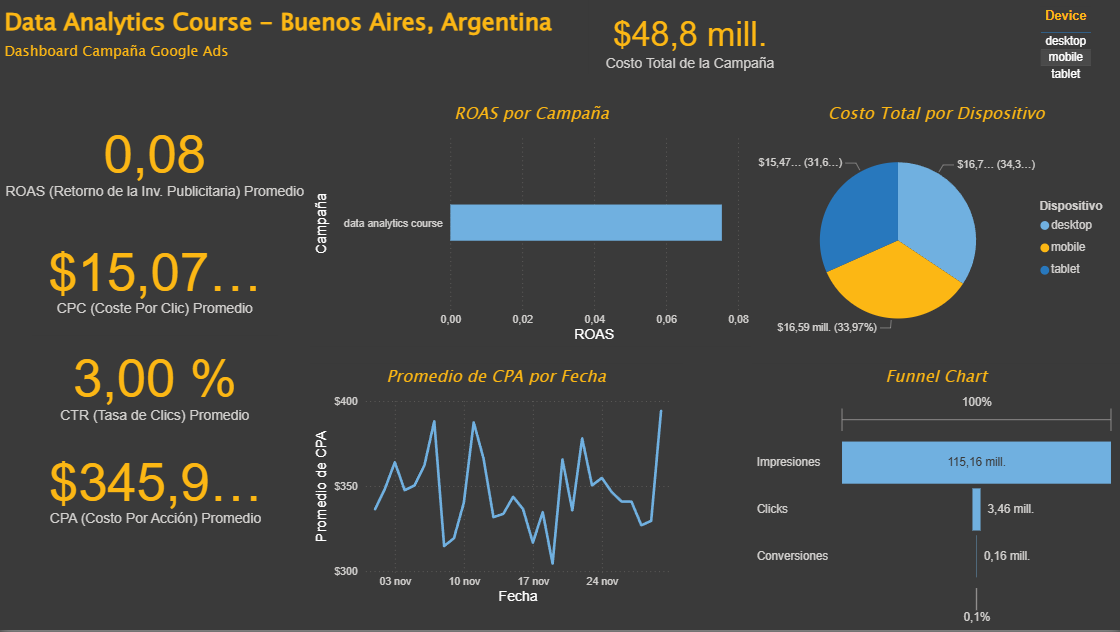 Data Analytics Course - Buenos Aires, Argentina
Dashboard Campaña Google Ads
$48,8 mill.
Costo Total de la Campaña
Device
desktop
mobile
tablet
0,08
ROAS (Retorno de la Inv. Publicitaria) Promedio
$15,07…
CPC (Coste Por Clic) Promedio
3,00 %
CTR (Tasa de Clics) Promedio
$345,9…
CPA (Costo Por Acción) Promedio
ROAS por Campaña
Campaña
data analytics course
0,00 0,02 0,04 0,06 0,08
ROAS
Costo Total por Dispositivo
$15,47… (31,6…)
$16,7… (34,3…)
$16,59 mill. (33,97%)
Dispositivo
desktop
mobile
tablet
Promedio de CPA por Fecha
Promedio de CPA
$400
$350
$300
03 nov 10 nov 17 nov 24 nov
Fecha
Funnel Chart
100%
Impresiones 115,16 mill.
Clicks 3,46 mill.
Conversiones 0,16 mill.
0,1%